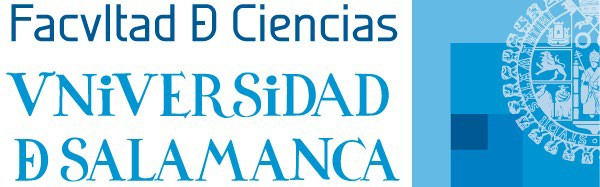 Facvltad Ð Ciencias
VNiVERSiDAD
Ð SALAMANCA